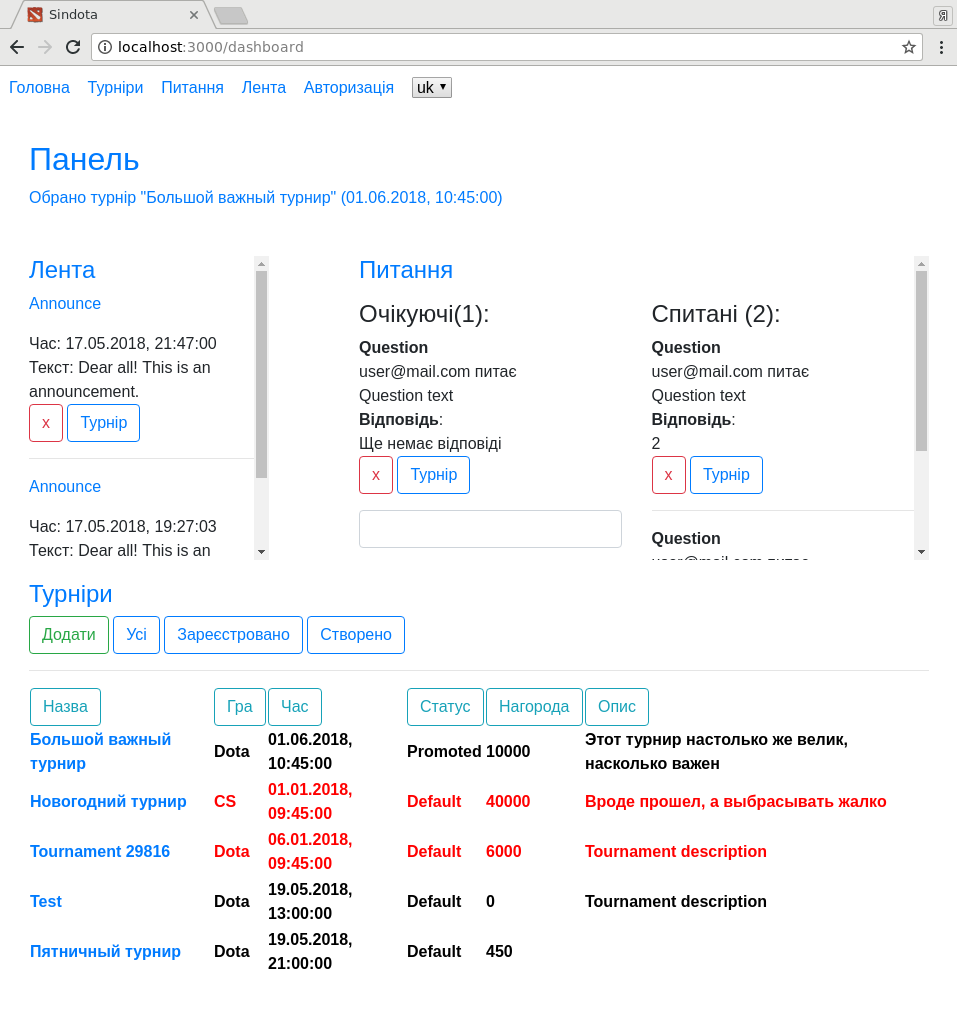 Sindota
Я
localhost:3000/dashboard
Головна Турніри Питання Лента Авторизація uk
Панель
Обрано турнір "Большой важный турнир" (01.06.2018, 10:45:00)
Лента
Announce
Час: 17.05.2018, 21:47:00
Текст: Dear all! This is an
announcement.
x Турнір
Announce
Час: 17.05.2018, 19:27:03
Текст: Dear all! This is an
Питання
Очікуючі(1):
Question
user@mail.com питає
Question text
Відповідь:
Ще немає відповіді
x Турнір
Спитані (2):
Question
user@mail.com питає
Question text
Відповідь:
2
x Турнір
Question
user@mail.com питає
Турніри
Додати Усі Зареєстровано Створено
Назва Гра Час Статус Нагорода Опис
Большой важный
турнир
Dota
01.06.2018,
10:45:00
Promoted 10000
Этот турнир настолько же велик,
насколько важен
Новогодний турнир CS
01.01.2018,
09:45:00
Default 40000 Вроде прошел, а выбрасывать жалко
Tournament 29816 Dota
06.01.2018,
09:45:00
Default 6000 Tournament description
Test Dota
19.05.2018,
13:00:00
Default 0 Tournament description
Пятничный турнир Dota
19.05.2018,
21:00:00
Default 450